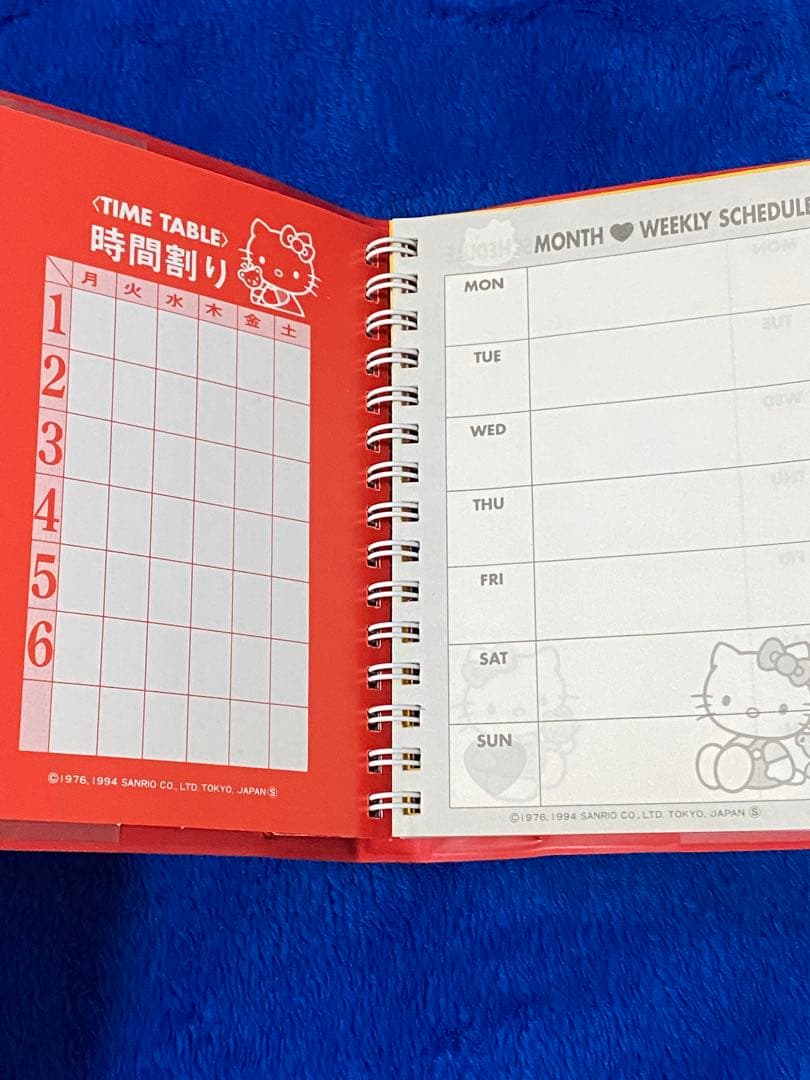 〈TIME TABLE〉
時間割り
月 火 水 木 金 土
1
2
3
4
5
6
©1976, 1994 SANRIO CO., LTD. TOKYO, JAPAN Ⓢ
MONTH ♥ WEEKLY SCHEDULE
MON
TUE
WED
THU
FRI
SAT
SUN
©1976, 1994 SANRIO CO., LTD. TOKYO, JAPAN Ⓢ